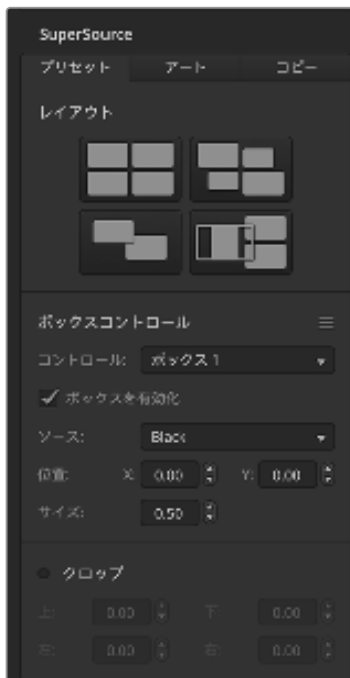 SuperSource
プリセット アート コピー
レイアウト
ボックスコントロール
コントロール: ボックス 1
ボックスを有効化
ソース: Black
位置: X: 0.00 Y: 0.00
サイズ: 0.50
クロップ
上: 0.00 下: 0.00
左: 0.00 右: 0.00